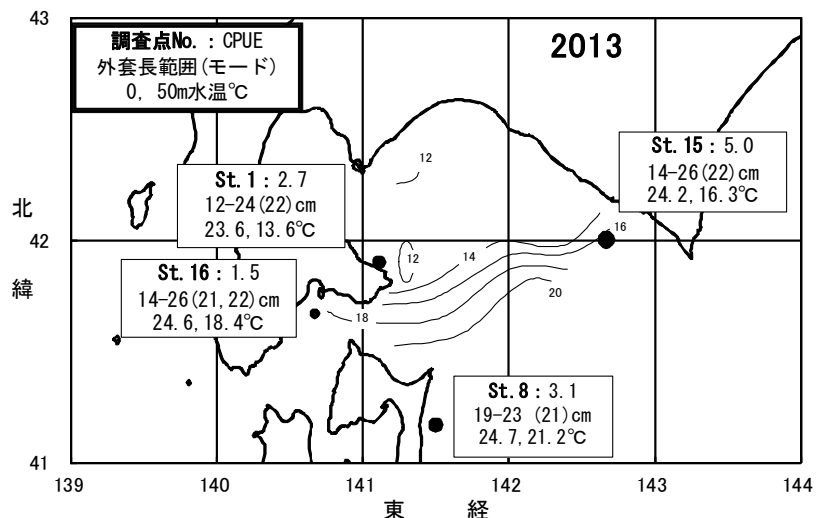 43
調査点No. : CPUE
外套長範囲(モード)
0, 50m水温℃
2013
12
St. 15 : 5.0
14-26(22)cm
24.2, 16.3℃
St. 1 : 2.7
12-24(22)cm
23.6, 13.6℃
北
緯
42
12
14
16
St. 16 : 1.5
14-26(21, 22)cm
24.6, 18.4℃
18
20
St. 8 : 3.1
19-23 (21)cm
24.7, 21.2℃
41
139
140
141
142
143
144
東 経